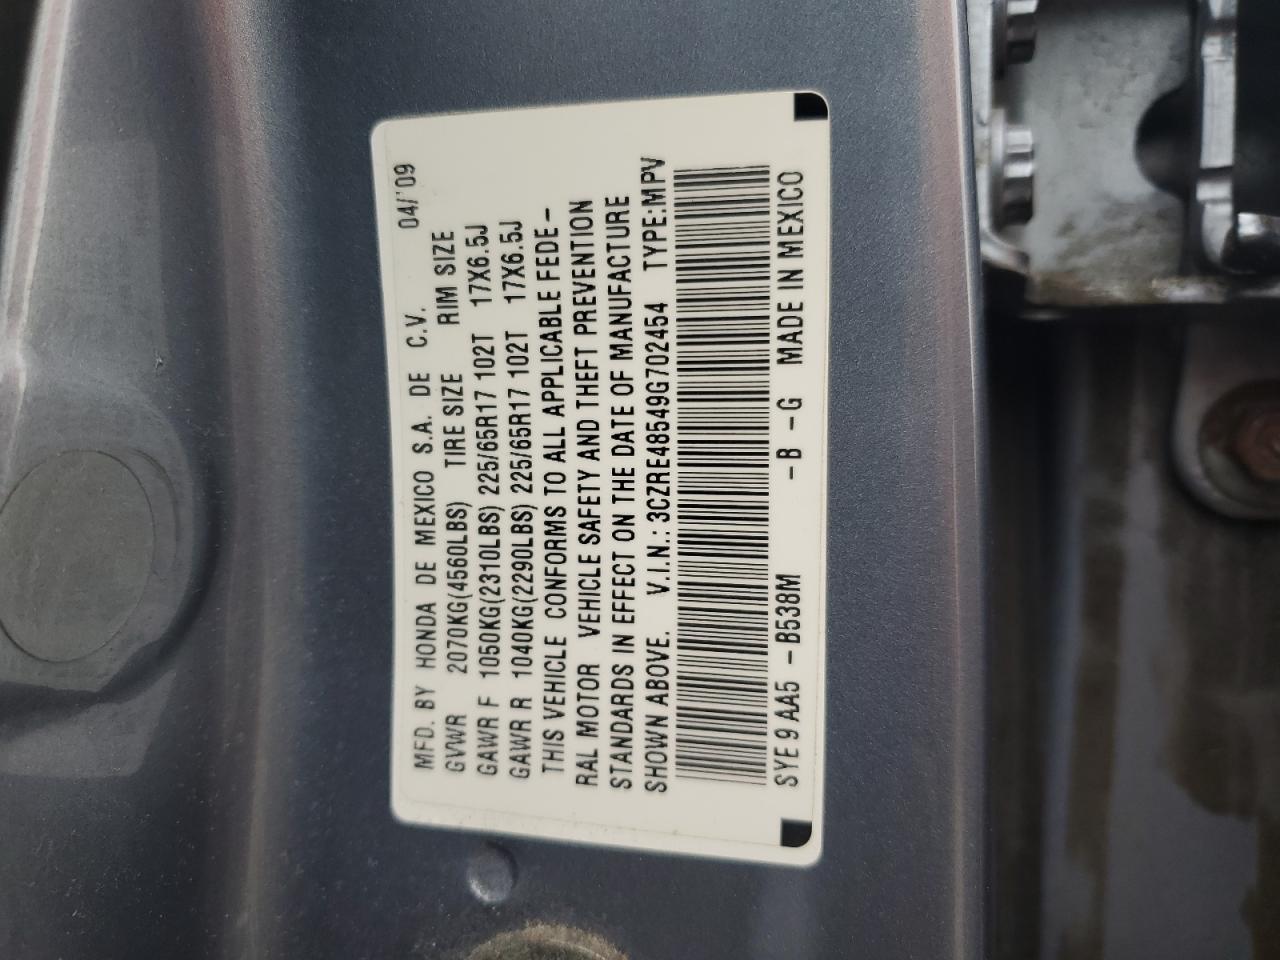 MFD. BY HONDA DE MEXICO S.A. DE C.V. 04/'09
GVWR 2070KG(4560LBS) TIRE SIZE RIM SIZE
GAWR F 1050KG(2310LBS) 225/65R17 102T 17X6.5J
GAWR R 1040KG(2290LBS) 225/65R17 102T 17X6.5J
THIS VEHICLE CONFORMS TO ALL APPLICABLE FEDE-
RAL MOTOR VEHICLE SAFETY AND THEFT PREVENTION
STANDARDS IN EFFECT ON THE DATE OF MANUFACTURE
SHOWN ABOVE. V.I.N.: 3CZRE48549G702454 TYPE:MPV
SYE 9 AA5 -B538M -B -G MADE IN MEXICO